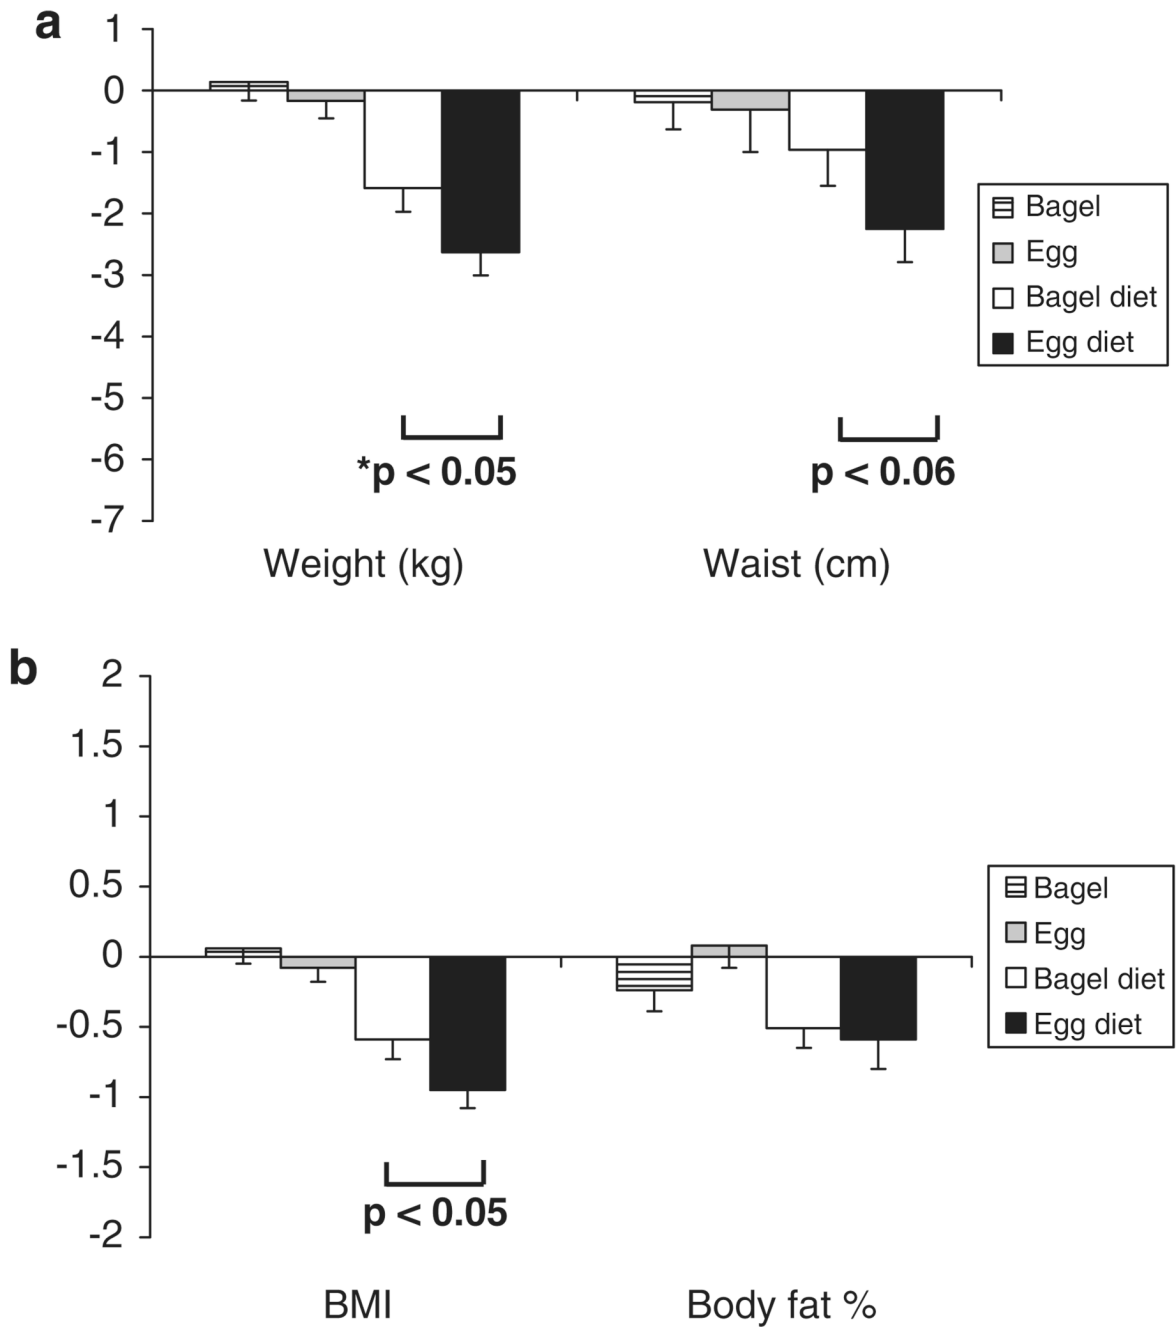 a
1
0
-1
-2
-3
-4
-5
-6
-7
Bagel
Egg
Bagel diet
Egg diet
*p < 0.05
p < 0.06
Weight (kg)
Waist (cm)
b
2
1.5
1
0.5
0
-0.5
-1
-1.5
-2
Bagel
Egg
Bagel diet
Egg diet
p < 0.05
BMI
Body fat %